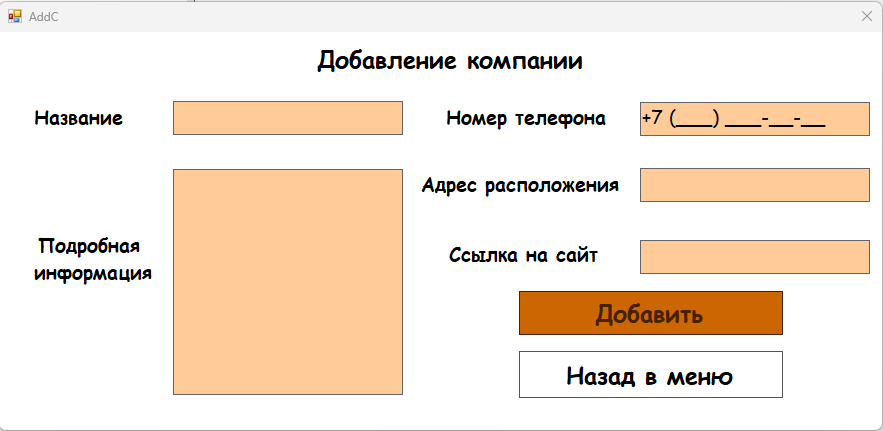 AddC
Добавление компании
Название
Номер телефона
+7 (___) ___-__-__
Адрес расположения
Подробная
информация
Ссылка на сайт
Добавить
Назад в меню